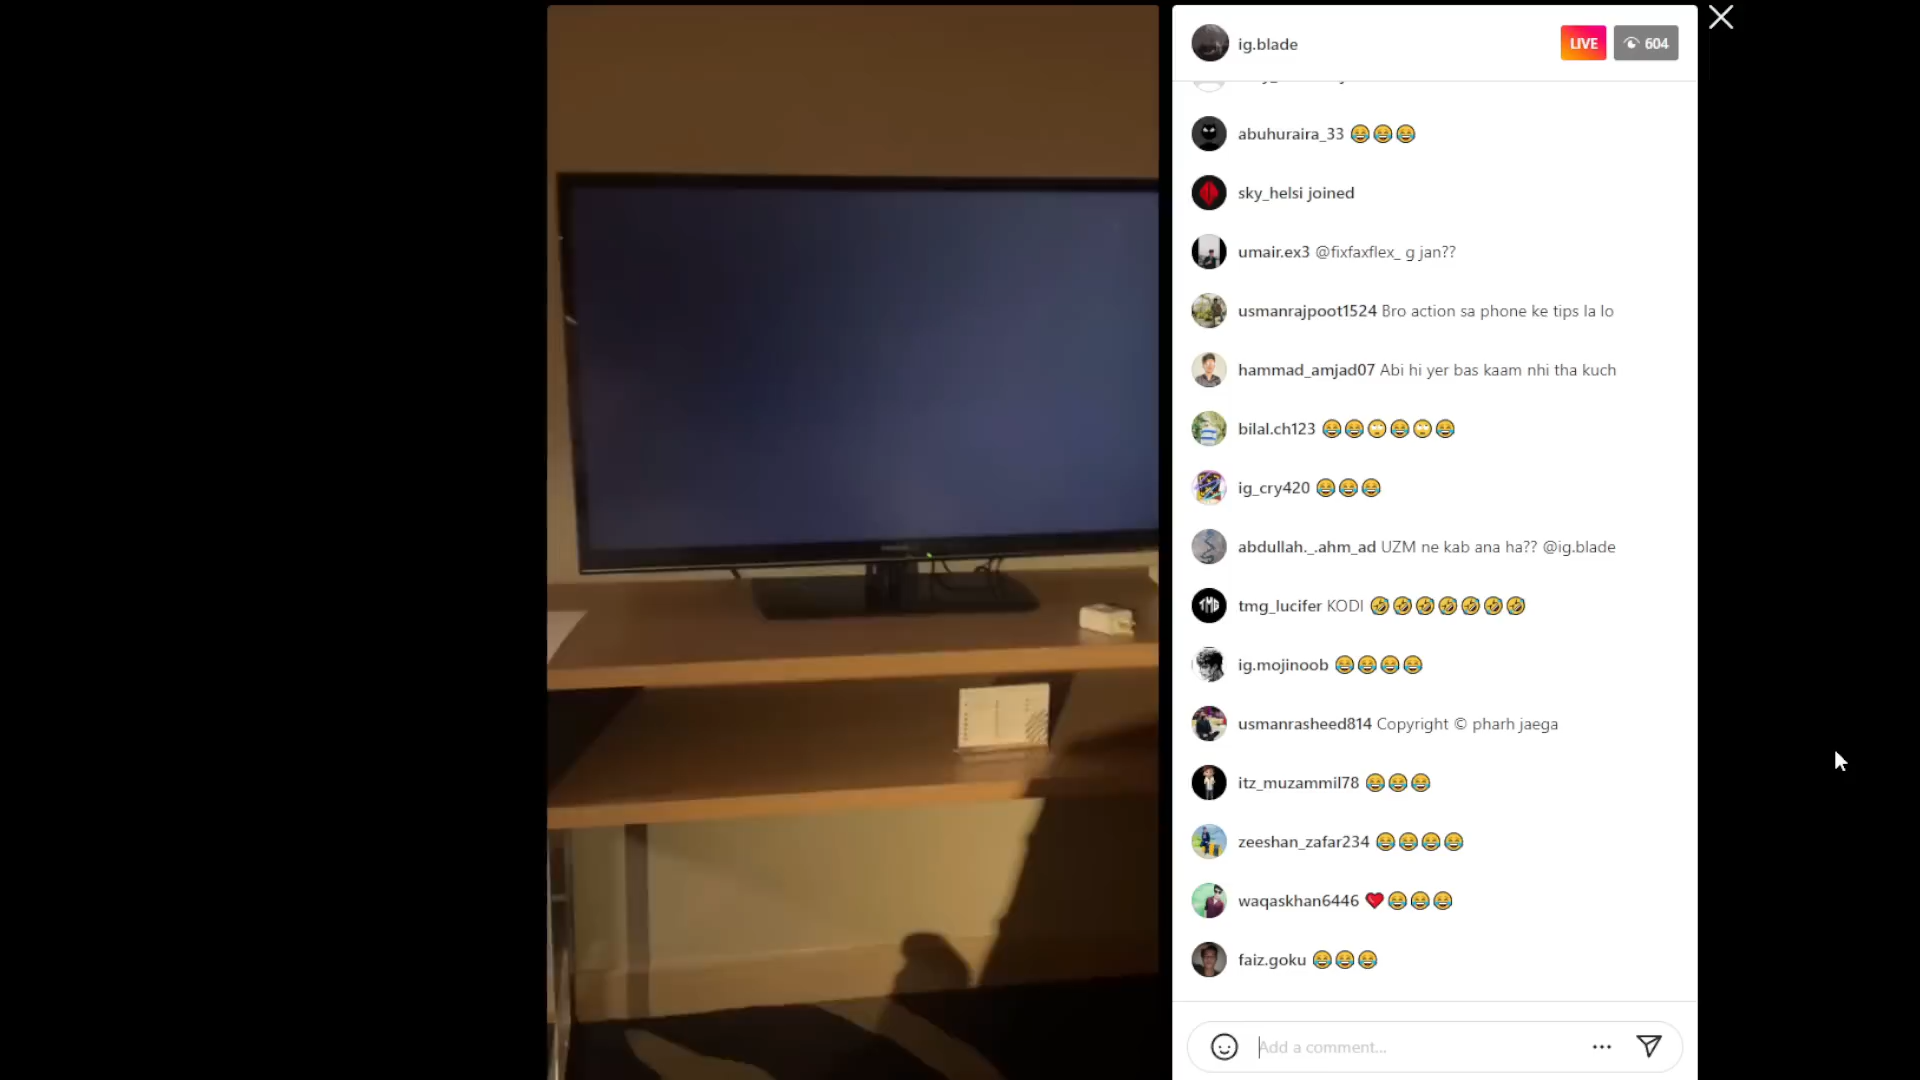 ig.blade
LIVE
604
abuhuraira_33 😂😂😂
sky_helsi joined
umair.ex3 @fixfaxflex_ g jan??
usmanrajpoot1524 Bro action sa phone ke tips la lo
hammad_amjad07 Abi hi yer bas kaam nhi tha kuch
bilal.ch123 😂😂🙄😂🙄😂
ig_cry420 😂😂😂
abdullah._.ahm_ad UZM ne kab ana ha?? @ig.blade
TMG
tmg_lucifer KODI 🤣🤣🤣🤣🤣🤣🤣
ig.mojinoob 😂😂😂😂
usmanrasheed814 Copyright © pharh jaega
itz_muzammil78 😂😂😂
zeeshan_zafar234 😂😂😂😂
waqaskhan6446 ❤️😂😂😂
faiz.goku 😂😂😂
Add a comment...